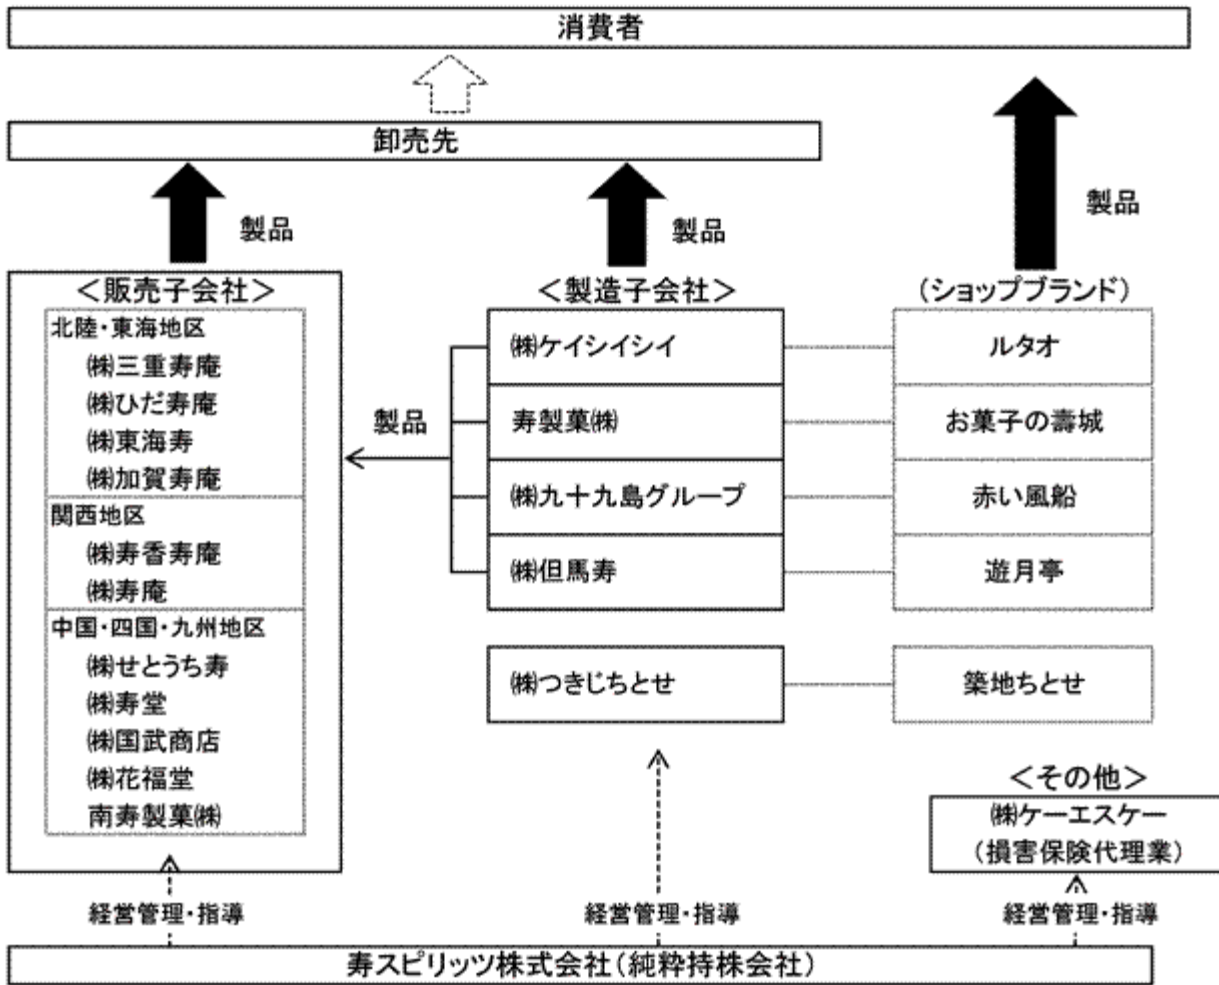 消費者
卸売先
製品
製品
製品
＜販売子会社＞
北陸・東海地区
㈱三重寿庵
㈱ひだ寿庵
㈱東海寿
㈱加賀寿庵
関西地区
㈱寿香寿庵
㈱寿庵
中国・四国・九州地区
㈱せとうち寿
㈱寿堂
㈱国武商店
㈱花福堂
南寿製菓㈱
製品
＜製造子会社＞
㈱ケイシイシイ
寿製菓㈱
㈱九十九島グループ
㈱但馬寿
㈱つきじちとせ
（ショップブランド）
ルタオ
お菓子の壽城
赤い風船
遊月亭
築地ちとせ
＜その他＞
㈱ケーエスケー
（損害保険代理業）
経営管理・指導
経営管理・指導
経営管理・指導
寿スピリッツ株式会社（純粋持株会社）